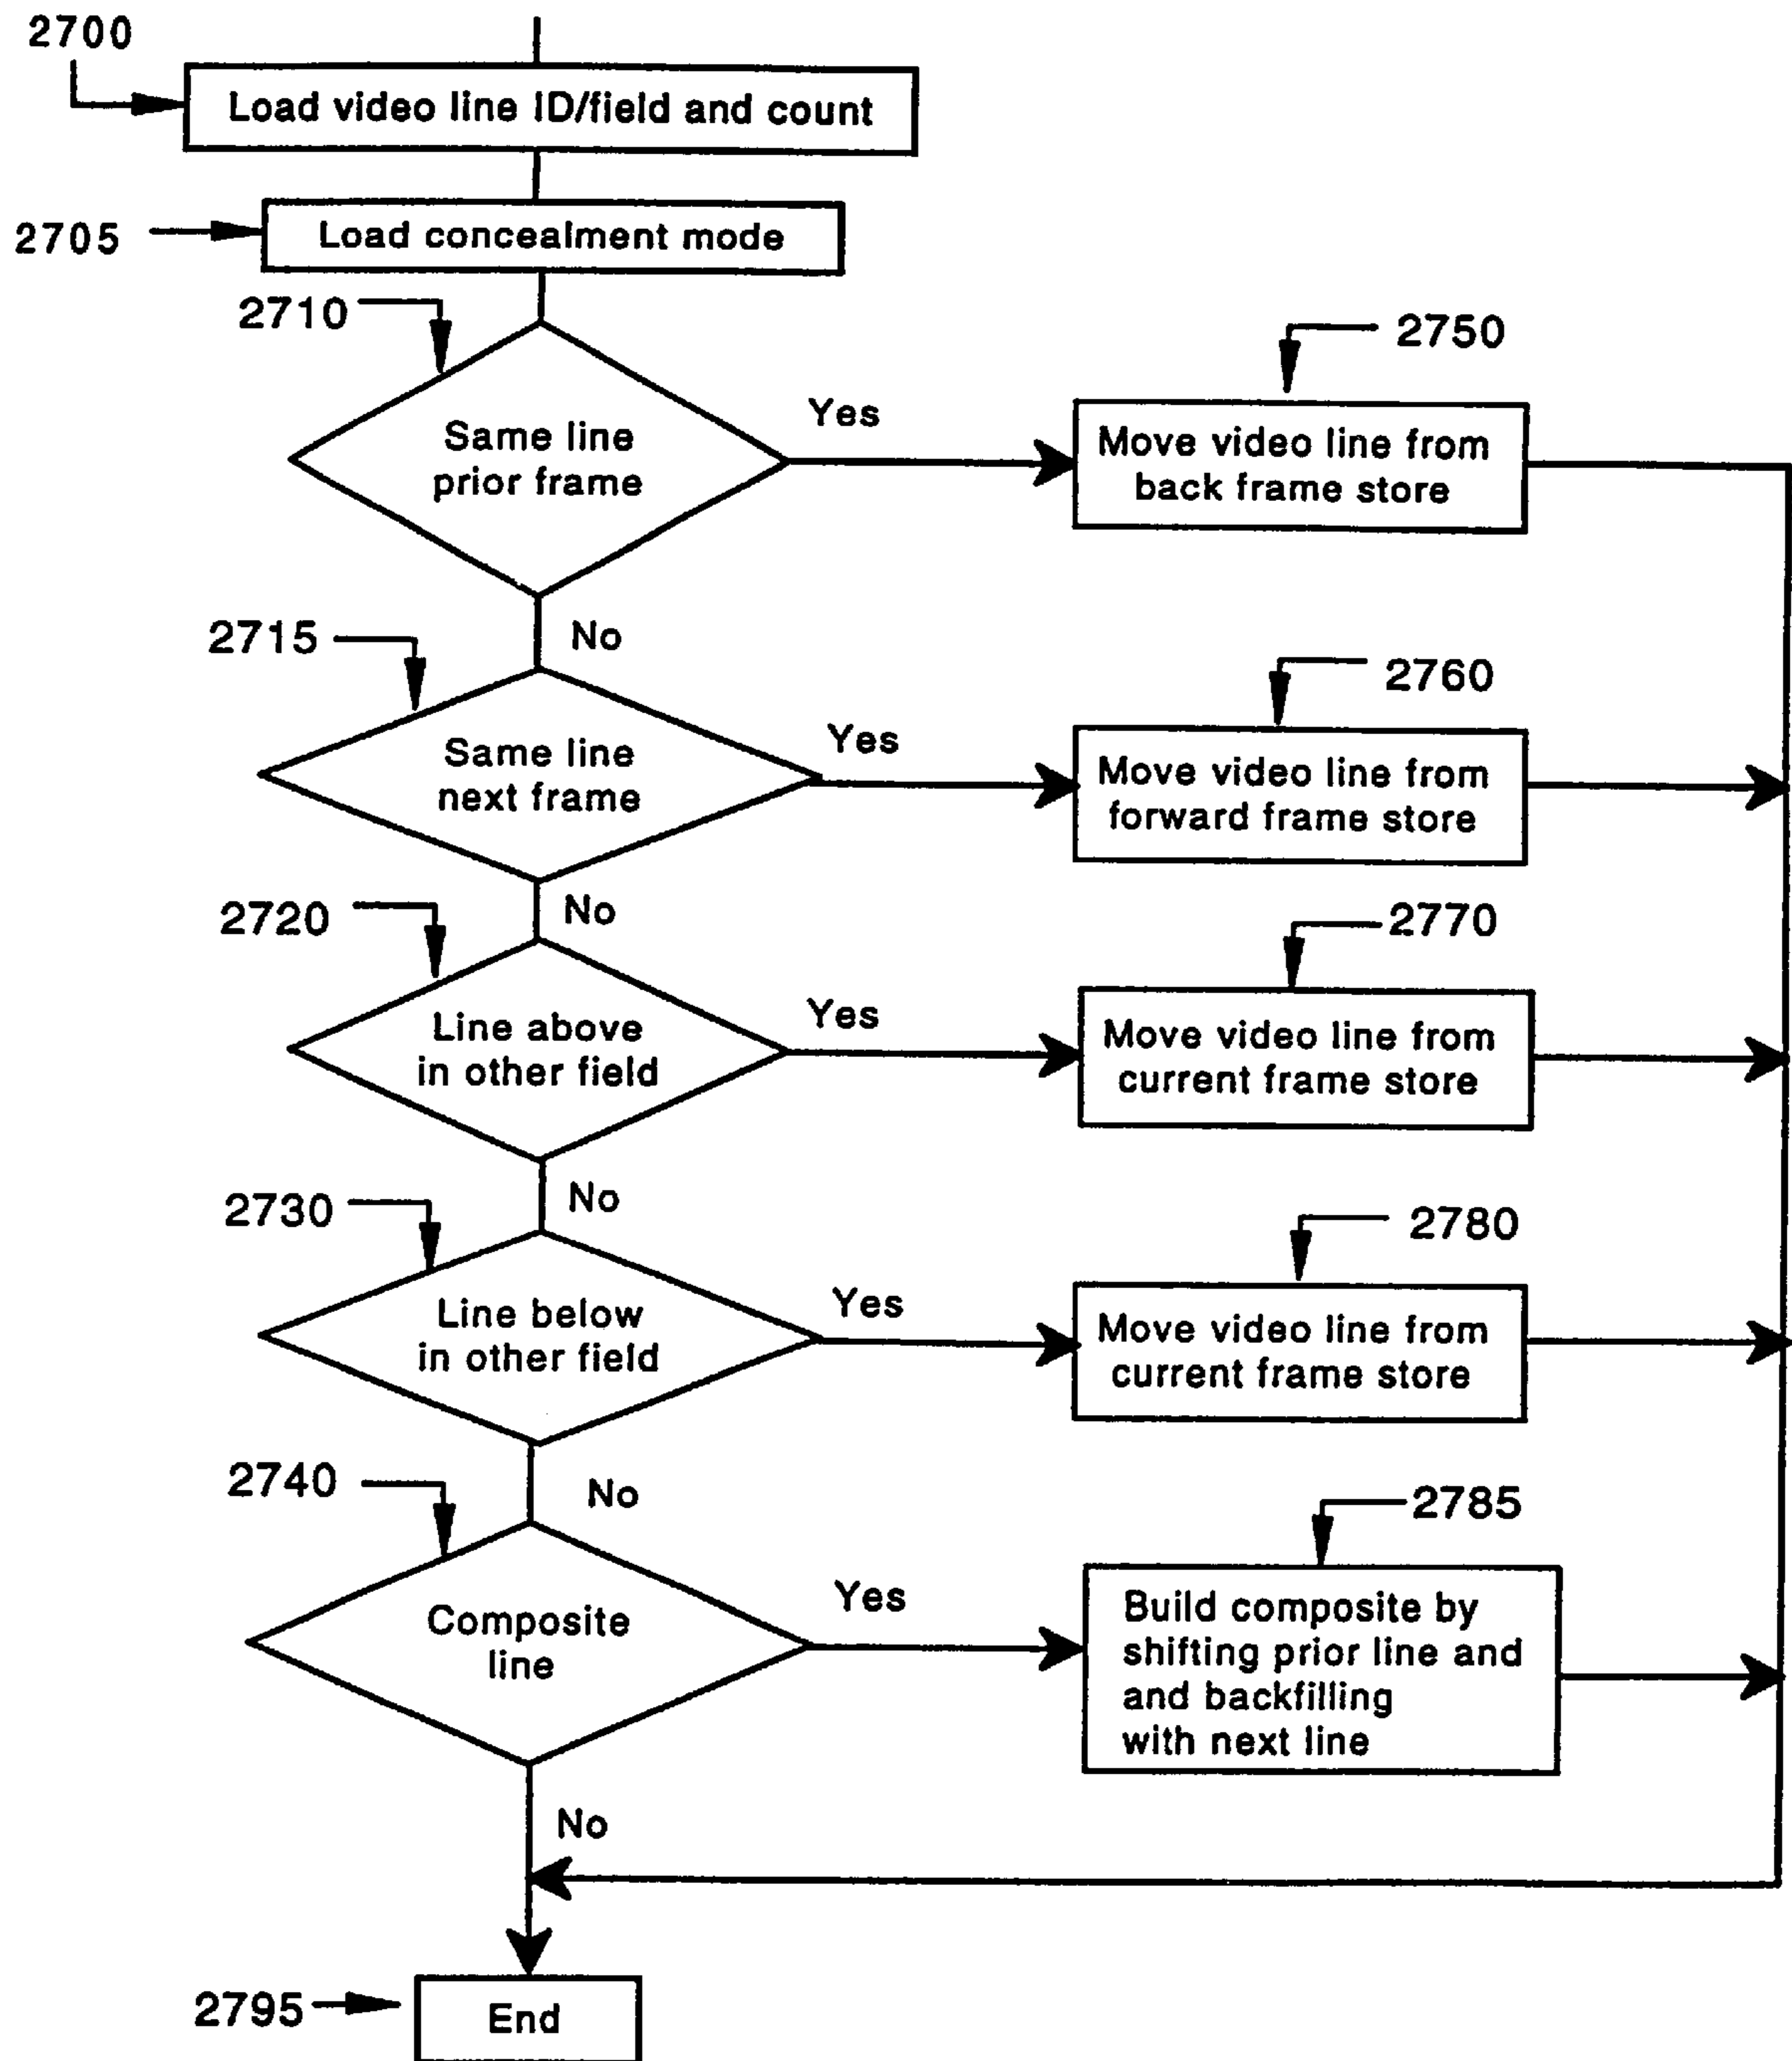 2700
Load video line ID/field and count
2705
Load concealment mode
2710
Same line
prior frame
Yes
2750
Move video line from
back frame store
No
2715
Same line
next frame
Yes
2760
Move video line from
forward frame store
No
2720
Line above
in other field
Yes
2770
Move video line from
current frame store
No
2730
Line below
in other field
Yes
2780
Move video line from
current frame store
No
2740
Composite
line
Yes
2785
Build composite by
shifting prior line and
and backfilling
with next line
No
2795
End